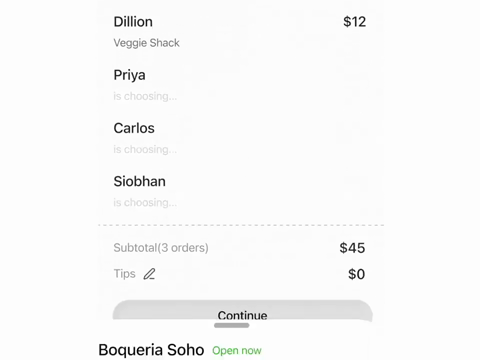 Dillion $12
Veggie Shack
Priya
is choosing...
Carlos
is choosing...
Siobhan
is choosing...
Subtotal(3 orders) $45
Tips $0
Continue
Boqueria Soho Open now